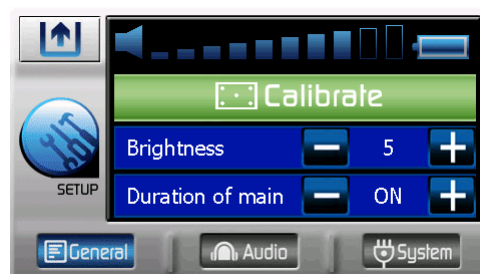 Calibrate
Brightness 5
SETUP
Duration of main ON
General Audio System